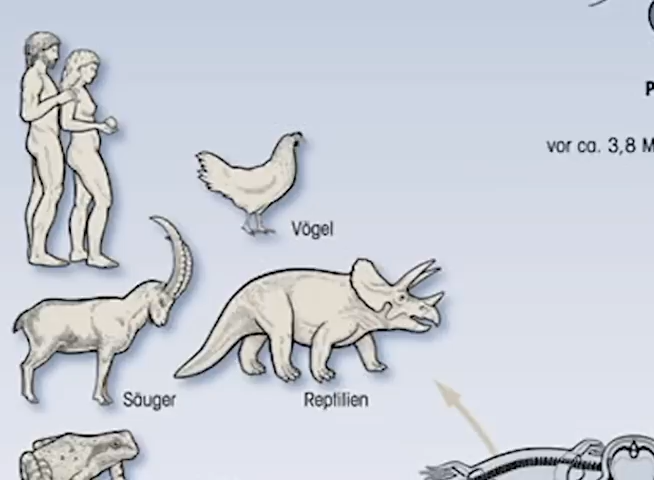 vor ca. 3,8
Vögel
Säuger
Reptilien